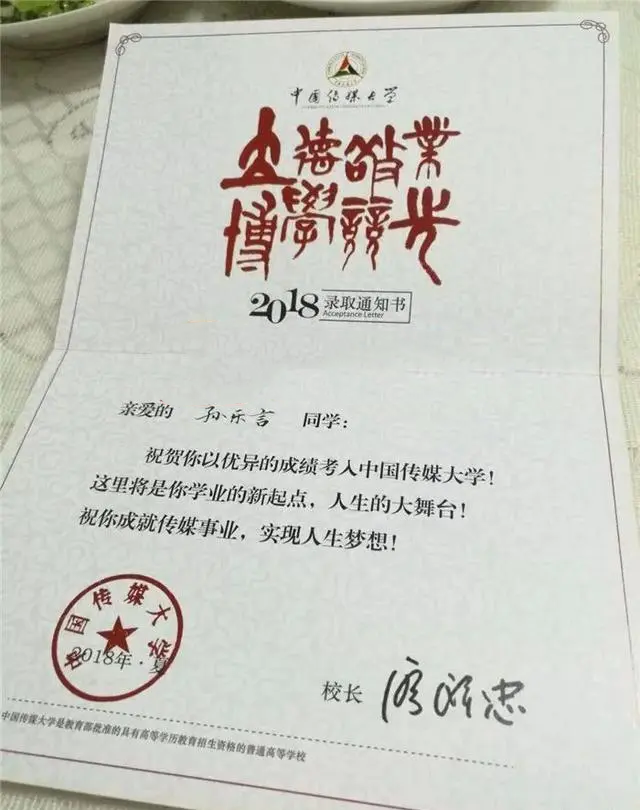 中国传媒大学
立德敬業
博學競先
2018 录取通知书
Acceptance Letter
亲爱的 孙乐言 同学:
祝贺你以优异的成绩考入中国传媒大学!
这里将是你学业的新起点,人生的大舞台!
祝你成就传媒事业,实现人生梦想!
中国传媒大学
2018年·夏
校长 廖祥忠
中国传媒大学是教育部批准的具有高等学历教育招生资格的普通高等学校